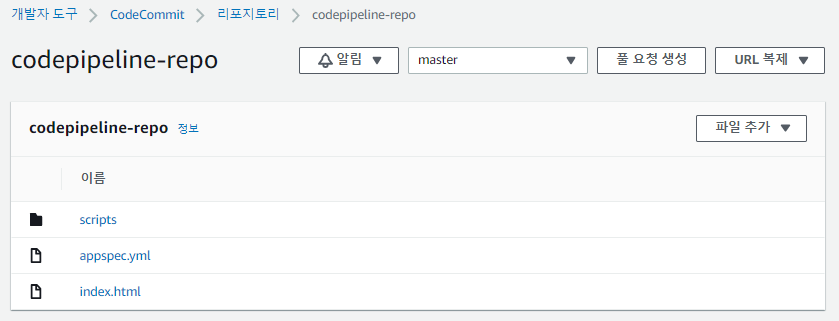 개발자 도구 > CodeCommit > 리포지토리 > codepipeline-repo
codepipeline-repo 알림 master 풀 요청 생성 URL 복제
codepipeline-repo 정보 파일 추가
이름
scripts
appspec.yml
index.html